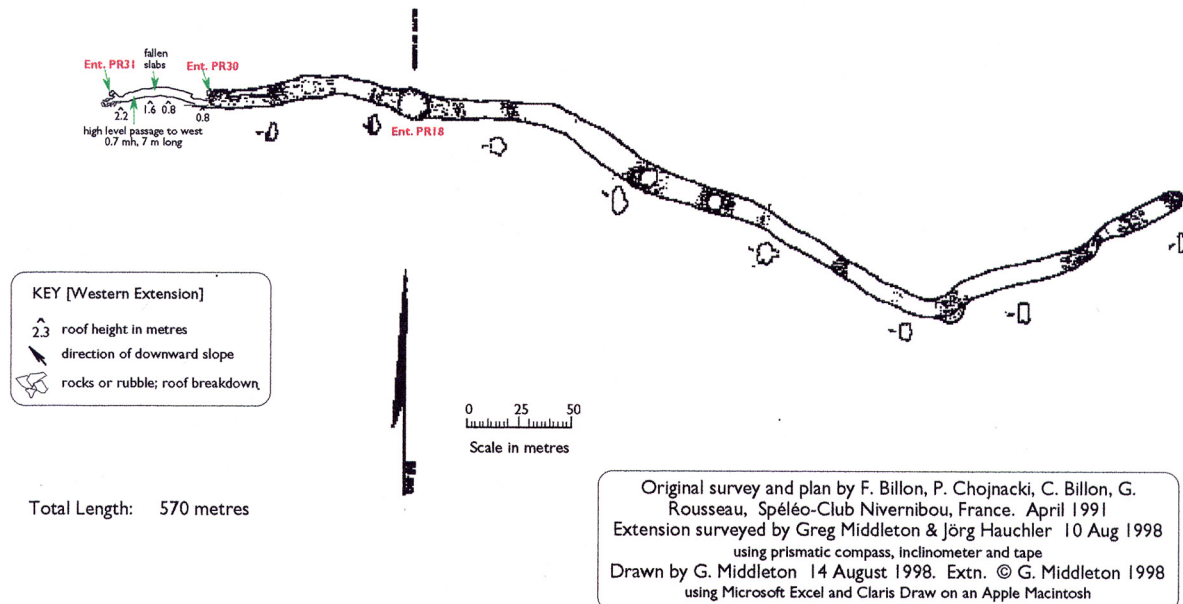 fallen
slabs
Ent. PR31
Ent. PR30
2.2
1.6
0.8
0.8
high level passage to west
0.7 mh, 7 m long
Ent. PR18
KEY [Western Extension]
2.3 roof height in metres
direction of downward slope
rocks or rubble; roof breakdown
0 25 50
Scale in metres
Total Length: 570 metres
Original survey and plan by F. Billon, P. Chojnacki, C. Billon, G.
Rousseau, Spéléo-Club Nivernibou, France. April 1991
Extension surveyed by Greg Middleton & Jörg Hauchler 10 Aug 1998
using prismatic compass, inclinometer and tape
Drawn by G. Middleton 14 August 1998. Extn. © G. Middleton 1998
using Microsoft Excel and Claris Draw on an Apple Macintosh